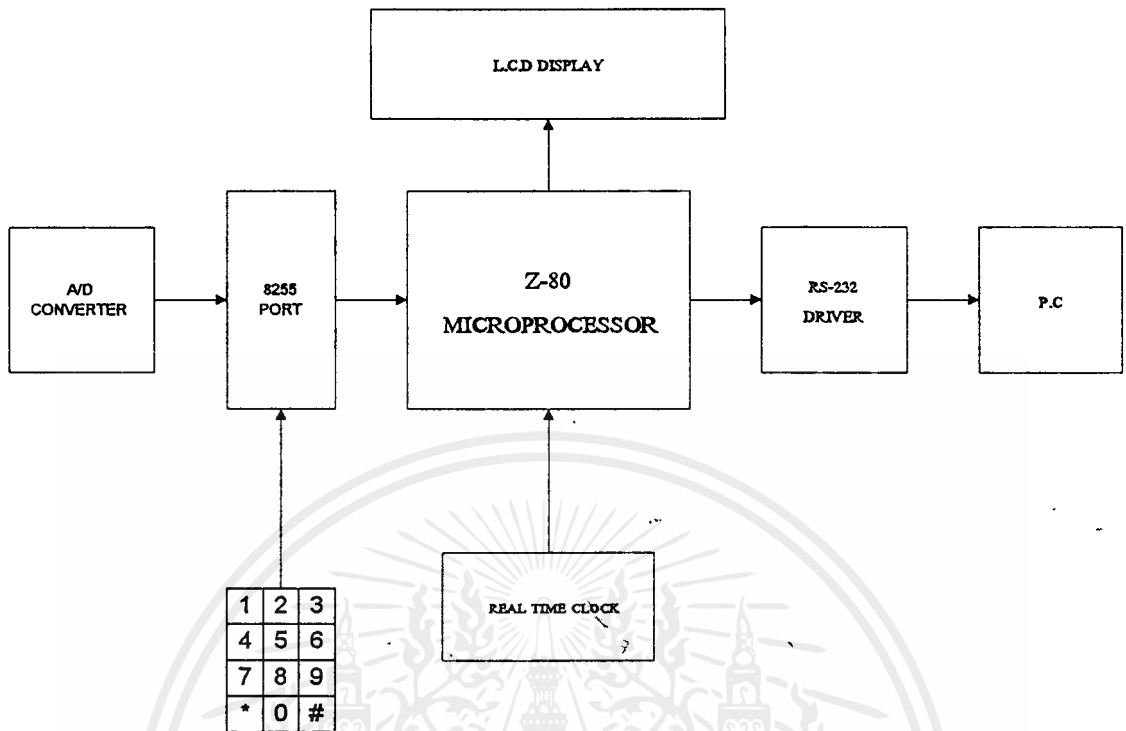 L.C.D DISPLAY
A/D
CONVERTER
8255
PORT
Z-80
MICROPROCESSOR
RS-232
DRIVER
P.C
REAL TIME CLOCK
1 2 3
4 5 6
7 8 9
* 0 #